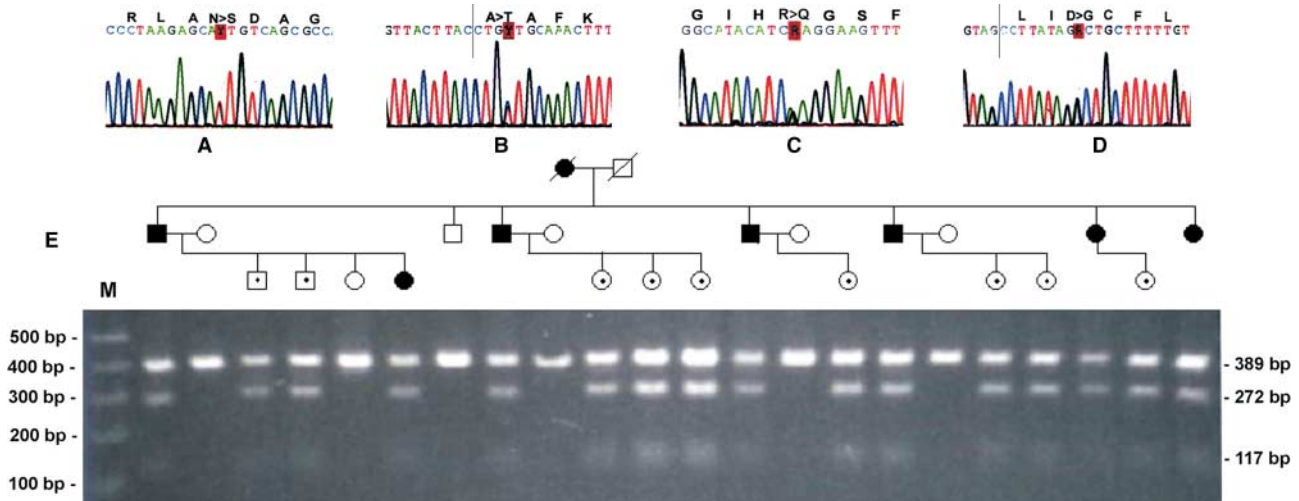 R L A N>S D A G
CCCTAAGAGCAYTGTCAGCGCC
A>T A F K
GTTACTTACCTGYTGCAAACTTT
G I H R>Q G S F
GGCATACATCRAGGAAGTTT
L I D>G C F L
GTAGCCTTATAGRCTGCTTTTTGT
A
B
C
D
E
M
500 bp -
400 bp -
300 bp -
200 bp -
100 bp -
- 389 bp
- 272 bp
- 117 bp